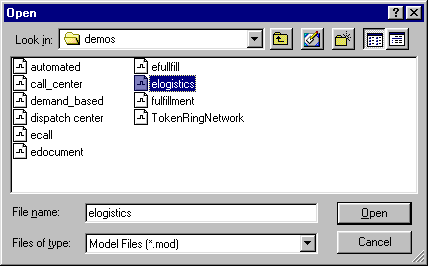 Open
Look in: demos
automated
call_center
demand_based
dispatch center
ecall
edocument
efullfill
elogistics
fulfillment
TokenRingNetwork
File name: elogistics Open
Files of type: Model Files (*.mod) Cancel